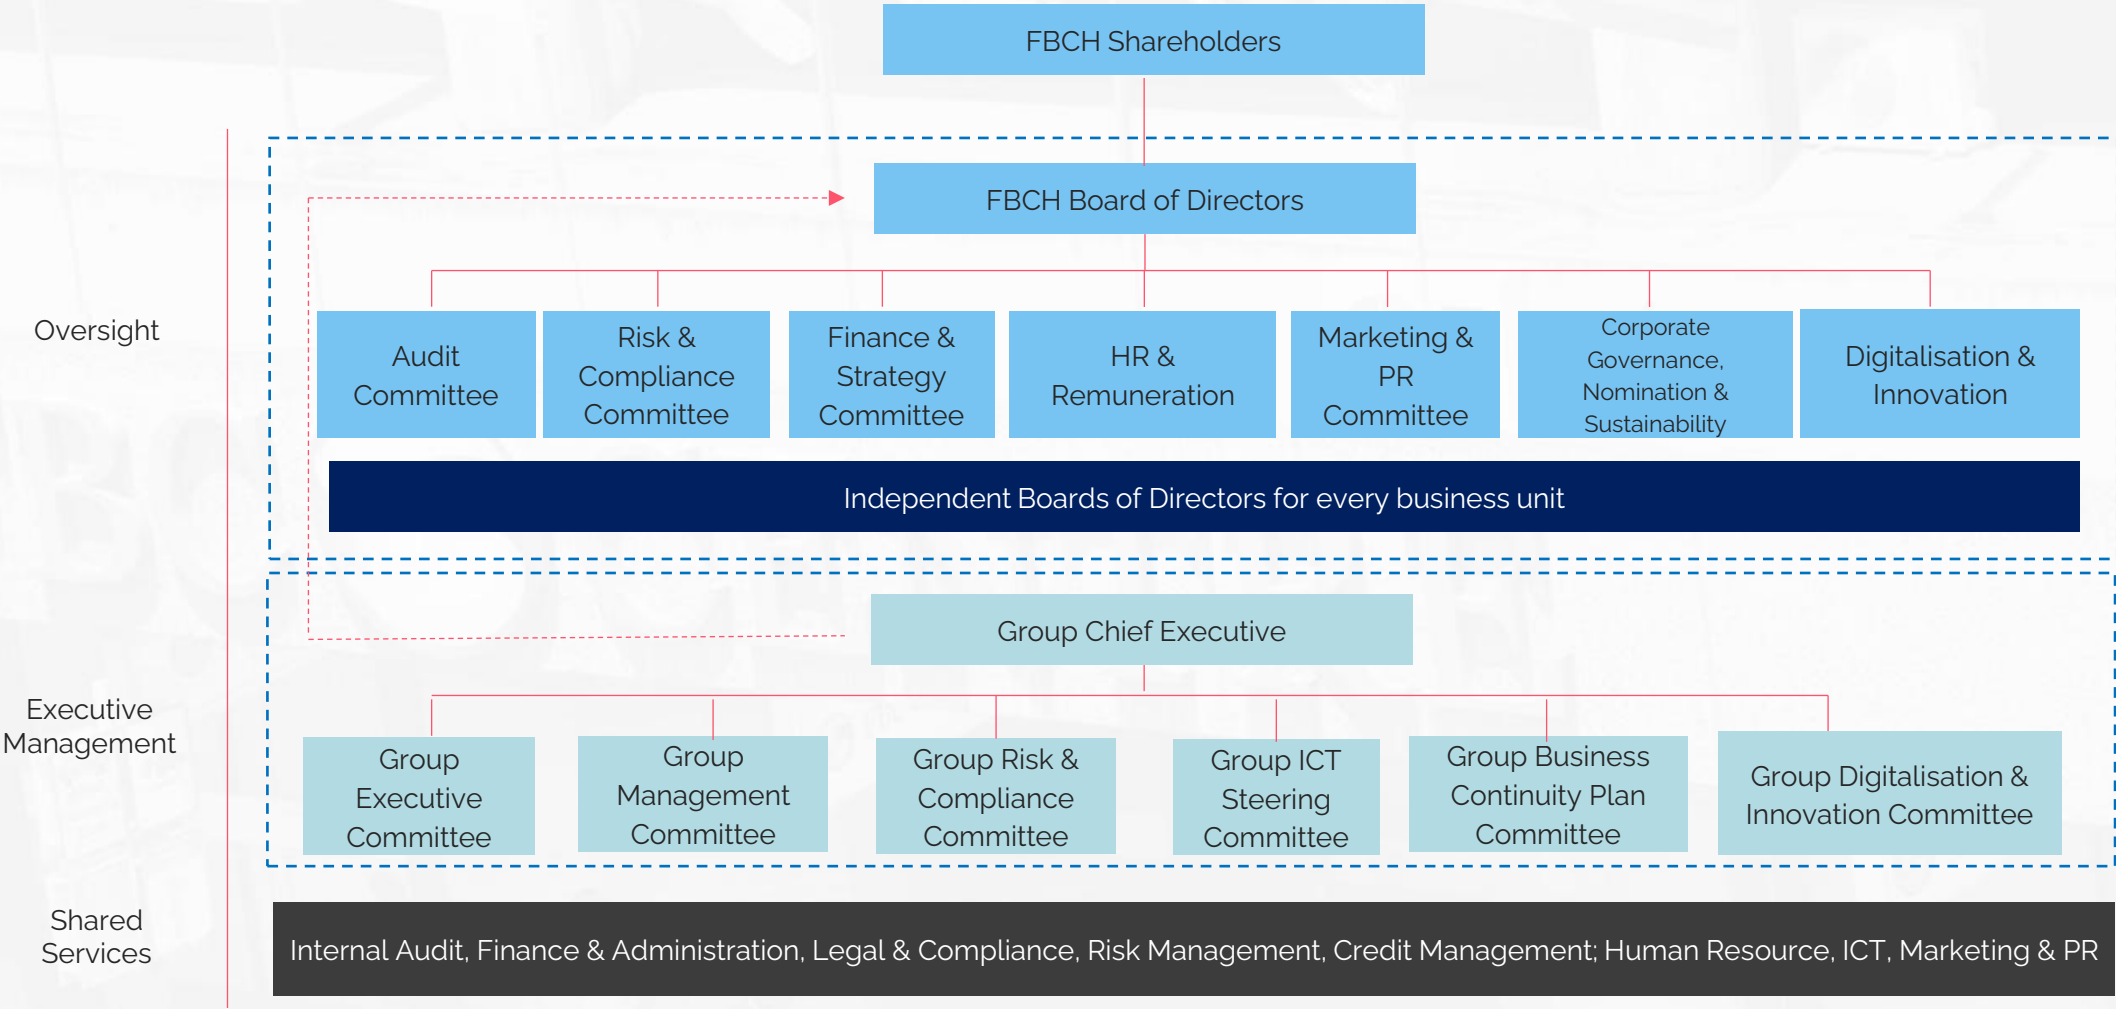 FBCH Shareholders
FBCH Board of Directors
Oversight
Audit
Committee
Risk &
Compliance
Committee
Finance &
Strategy
Committee
HR &
Remuneration
Marketing &
PR
Committee
Corporate
Governance,
Nomination &
Sustainability
Digitalisation &
Innovation
Independent Boards of Directors for every business unit
Executive
Management
Group Chief Executive
Group
Executive
Committee
Group
Management
Committee
Group Risk &
Compliance
Committee
Group ICT
Steering
Committee
Group Business
Continuity Plan
Committee
Group Digitalisation &
Innovation Committee
Shared
Services
Internal Audit, Finance & Administration, Legal & Compliance, Risk Management, Credit Management; Human Resource, ICT, Marketing & PR